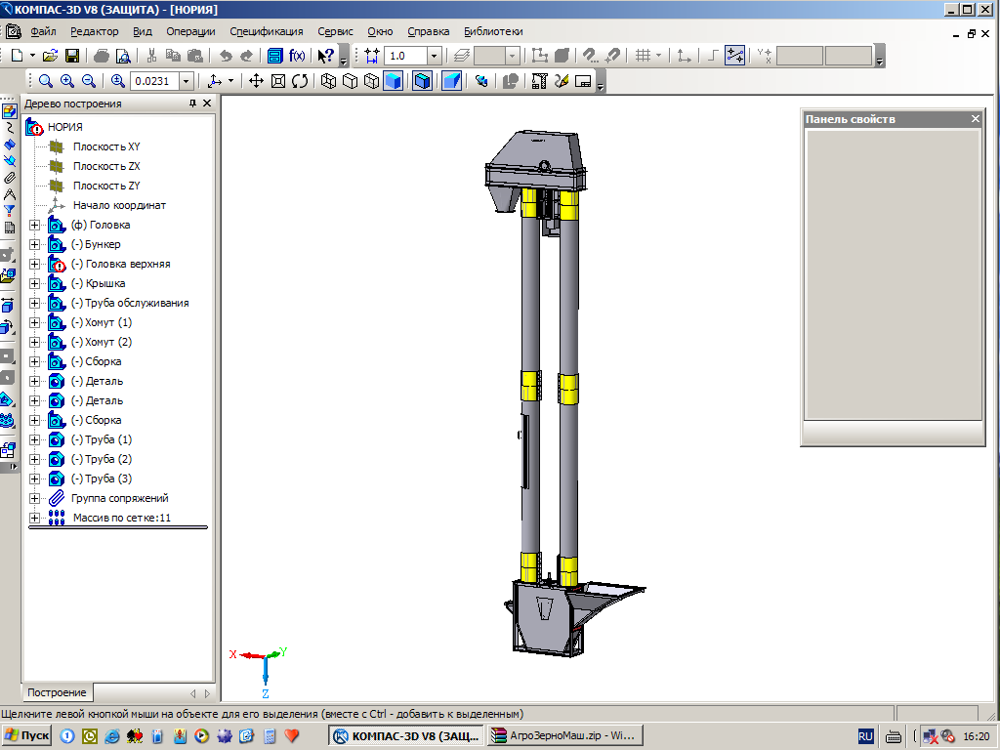 КОМПАС-3D V8 (ЗАЩИТА) - [НОРИЯ]
Файл Редактор Вид Операции Спецификация Сервис Окно Справка Библиотеки
f(x) 1.0
0.0231
Дерево построения
Панель свойств
НОРИЯ
Плоскость XY
Плоскость ZX
Плоскость ZY
Начало координат
(ф) Головка
(-) Бункер
(-) Головка верхняя
(-) Крышка
(-) Труба обслуживания
(-) Хомут (1)
(-) Хомут (2)
(-) Сборка
(-) Деталь
(-) Деталь
(-) Сборка
(-) Труба (1)
(-) Труба (2)
(-) Труба (3)
Группа сопряжений
Массив по сетке:11
X Y
Z
Построение
Щелкните левой кнопкой мыши на объекте для его выделения (вместе с Ctrl - добавить к выделенным)
Пуск КОМПАС-3D V8 (ЗАЩ... АгроЗерноМаш.zip - Wi... RU 16:20